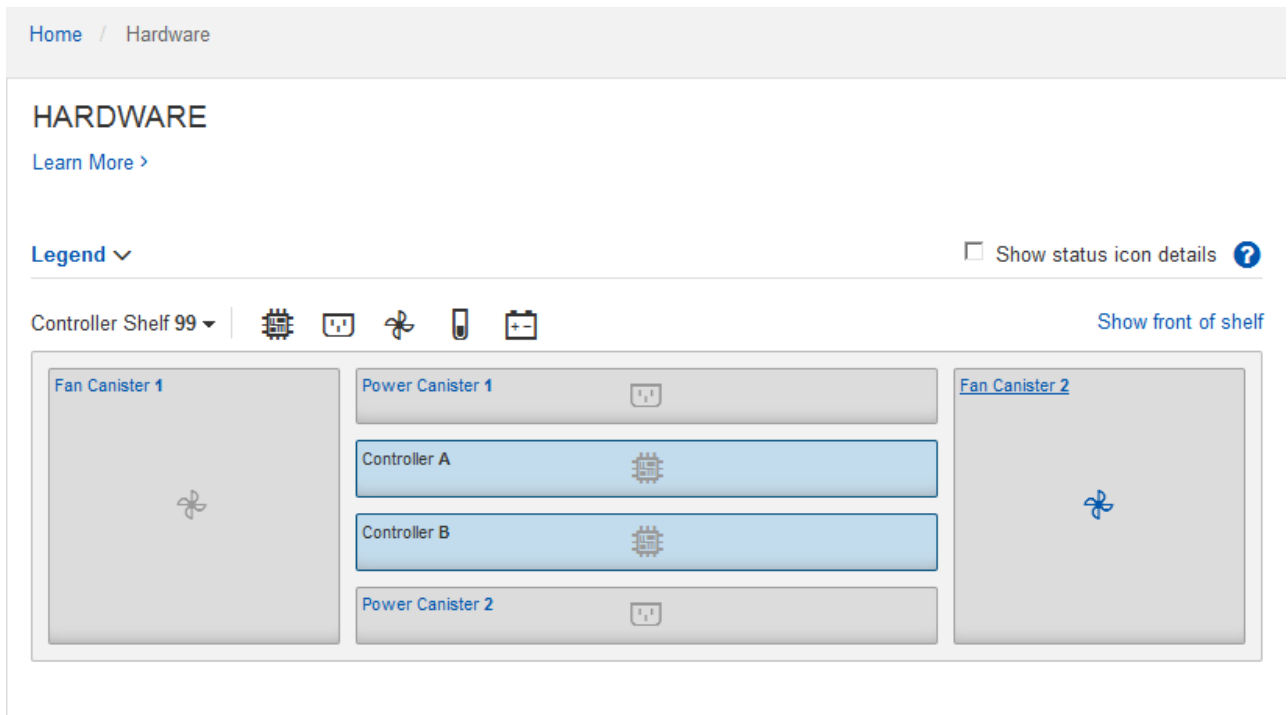 Home / Hardware
HARDWARE
Learn More >
Legend
Show status icon details ?
Controller Shelf 99
Show front of shelf
Fan Canister 1
Power Canister 1
Fan Canister 2
Controller A
Controller B
Power Canister 2